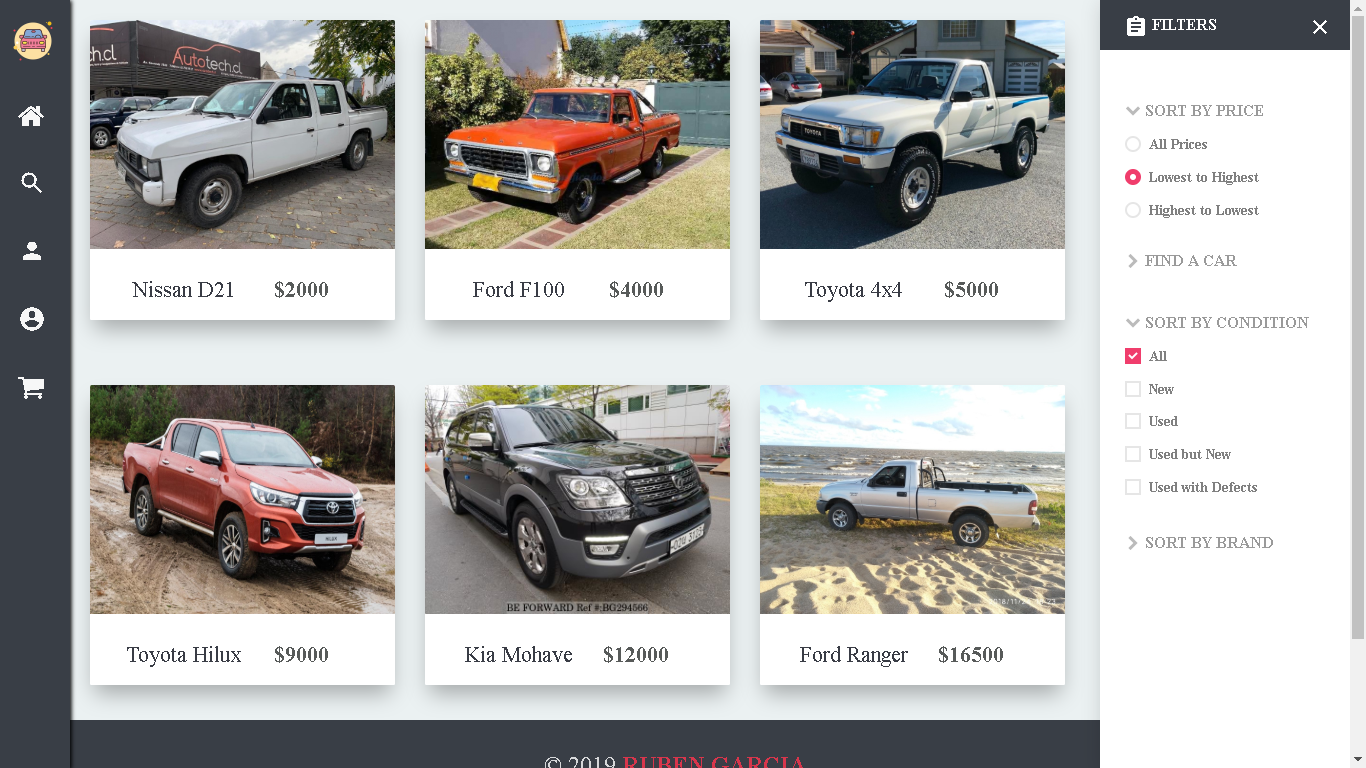 FILTERS
SORT BY PRICE
All Prices
Lowest to Highest
Highest to Lowest
FIND A CAR
SORT BY CONDITION
All
New
Used
Used but New
Used with Defects
SORT BY BRAND
Autotech.cl
Nissan D21 $2000
Ford F100 $4000
TOYOTA
Toyota 4x4 $5000
HILUX
Toyota Hilux $9000
BE FORWARD Ref #:BG294566
Kia Mohave $12000
Ford Ranger $16500
© 2019 RUBEN GARCIA